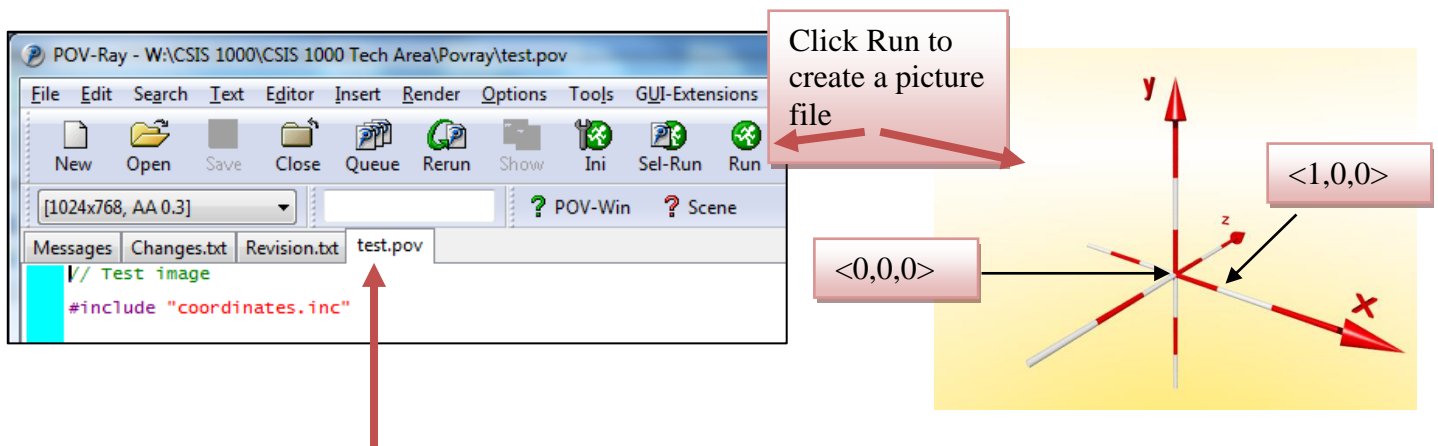 POV-Ray - W:\CSIS 1000\CSIS 1000 Tech Area\Povray\test.pov
File Edit Search Text Editor Insert Render Options Tools GUI-Extensions
New Open Save Close Queue Rerun Show Ini Sel-Run Run
[1024x768, AA 0.3] ? POV-Win ? Scene
Messages Changes.txt Revision.txt test.pov
// Test image
#include "coordinates.inc"
Click Run to
create a picture
file
y
<1,0,0>
z
<0,0,0>
x